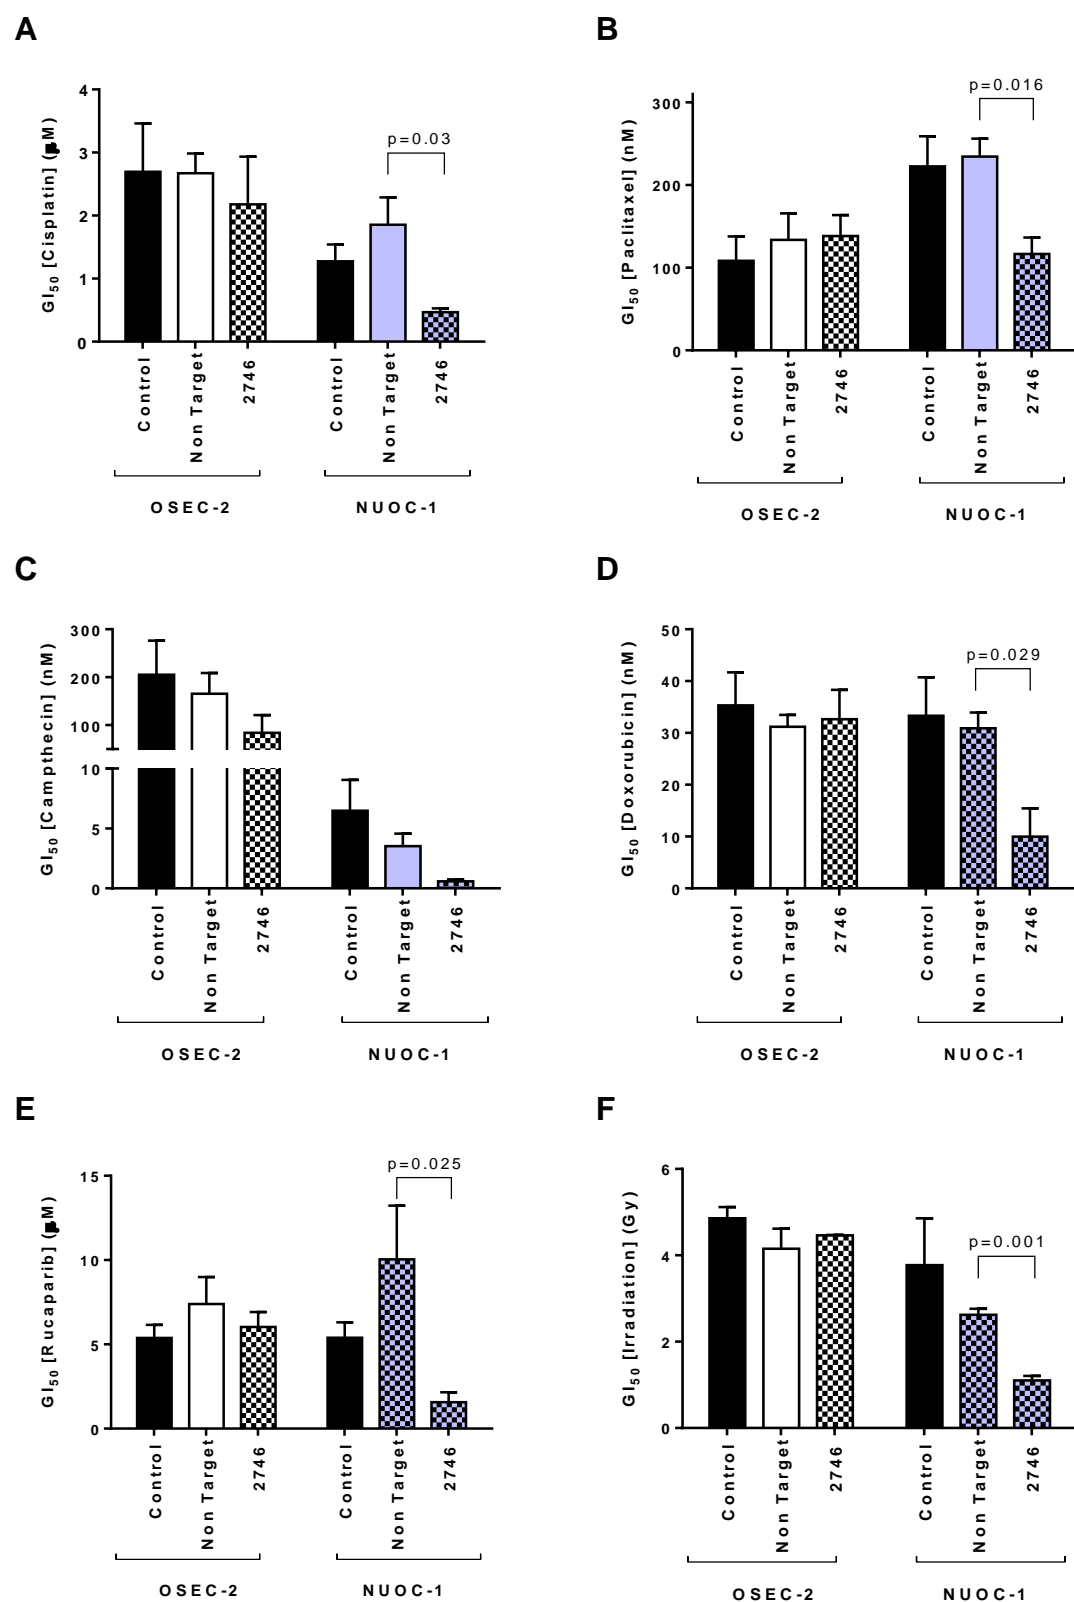 A
GI50 [Cisplatin] (μM)
4
3
2
1
0
p=0.03
Control
Non Target
2746
Control
Non Target
2746
OSEC-2
NUOC-1
B
GI50 [Paclitaxel] (nM)
300
200
100
0
p=0.016
Control
Non Target
2746
Control
Non Target
2746
OSEC-2
NUOC-1
C
GI50 [Campthecin] (nM)
300
200
100
10
5
0
Control
Non Target
2746
Control
Non Target
2746
OSEC-2
NUOC-1
D
GI50 [Doxorubicin] (nM)
50
40
30
20
10
0
p=0.029
Control
Non Target
2746
Control
Non Target
2746
OSEC-2
NUOC-1
E
GI50 [Rucaparib] (μM)
15
10
5
0
p=0.025
Control
Non Target
2746
Control
Non Target
2746
OSEC-2
NUOC-1
F
GI50 [Irradiation] (Gy)
6
4
2
0
p=0.001
Control
Non Target
2746
Control
Non Target
2746
OSEC-2
NUOC-1